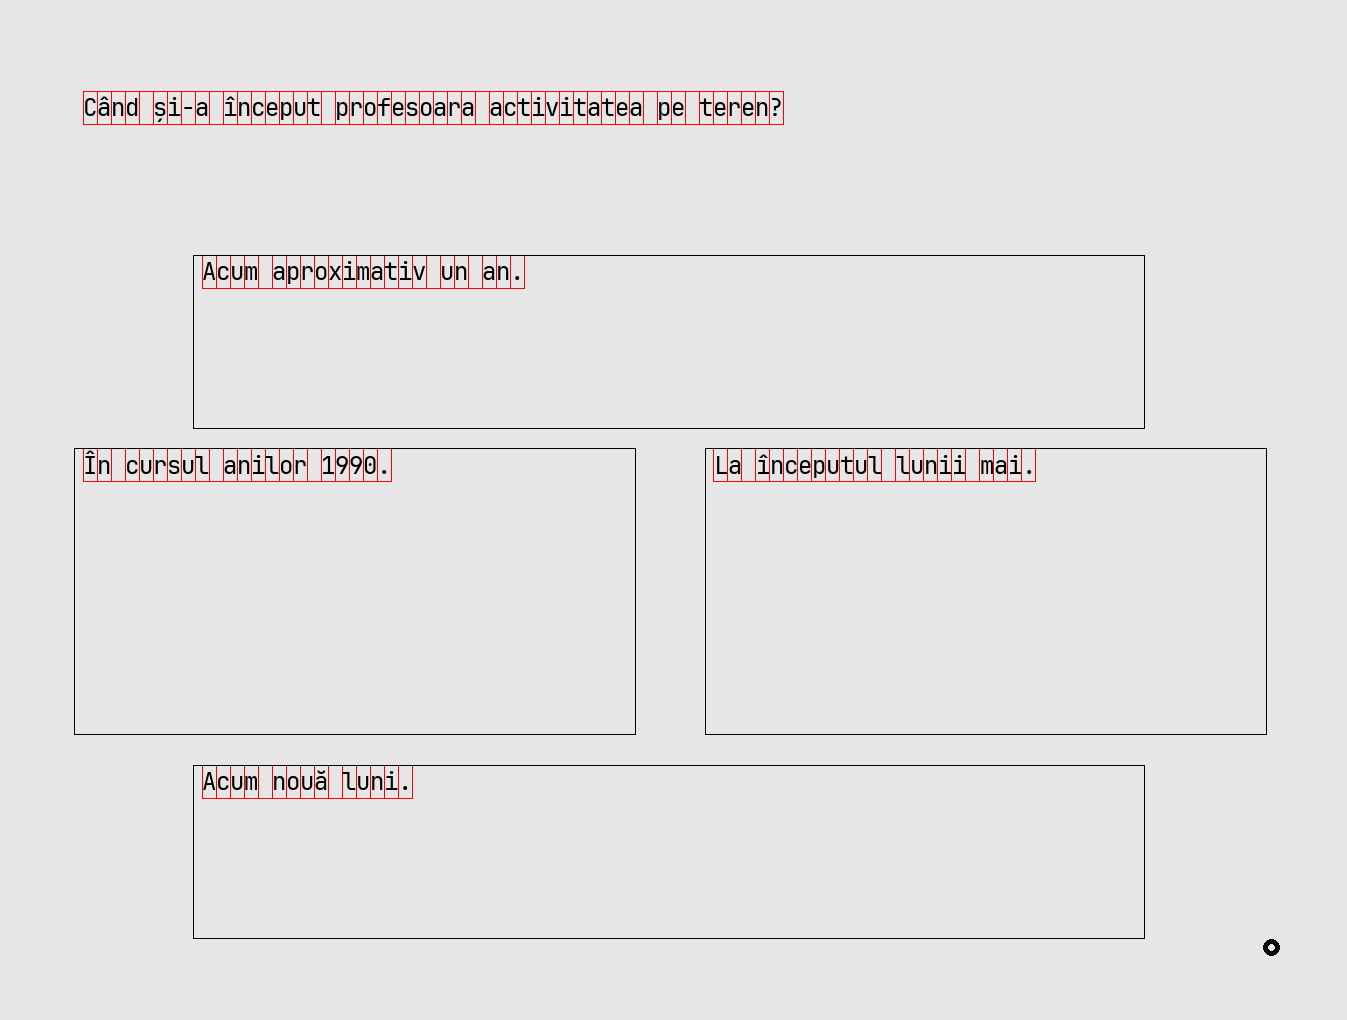 Când și-a început profesoara activitatea pe teren?
Acum aproximativ un an.
În cursul anilor 1990.
La începutul lunii mai.
Acum nouă luni.